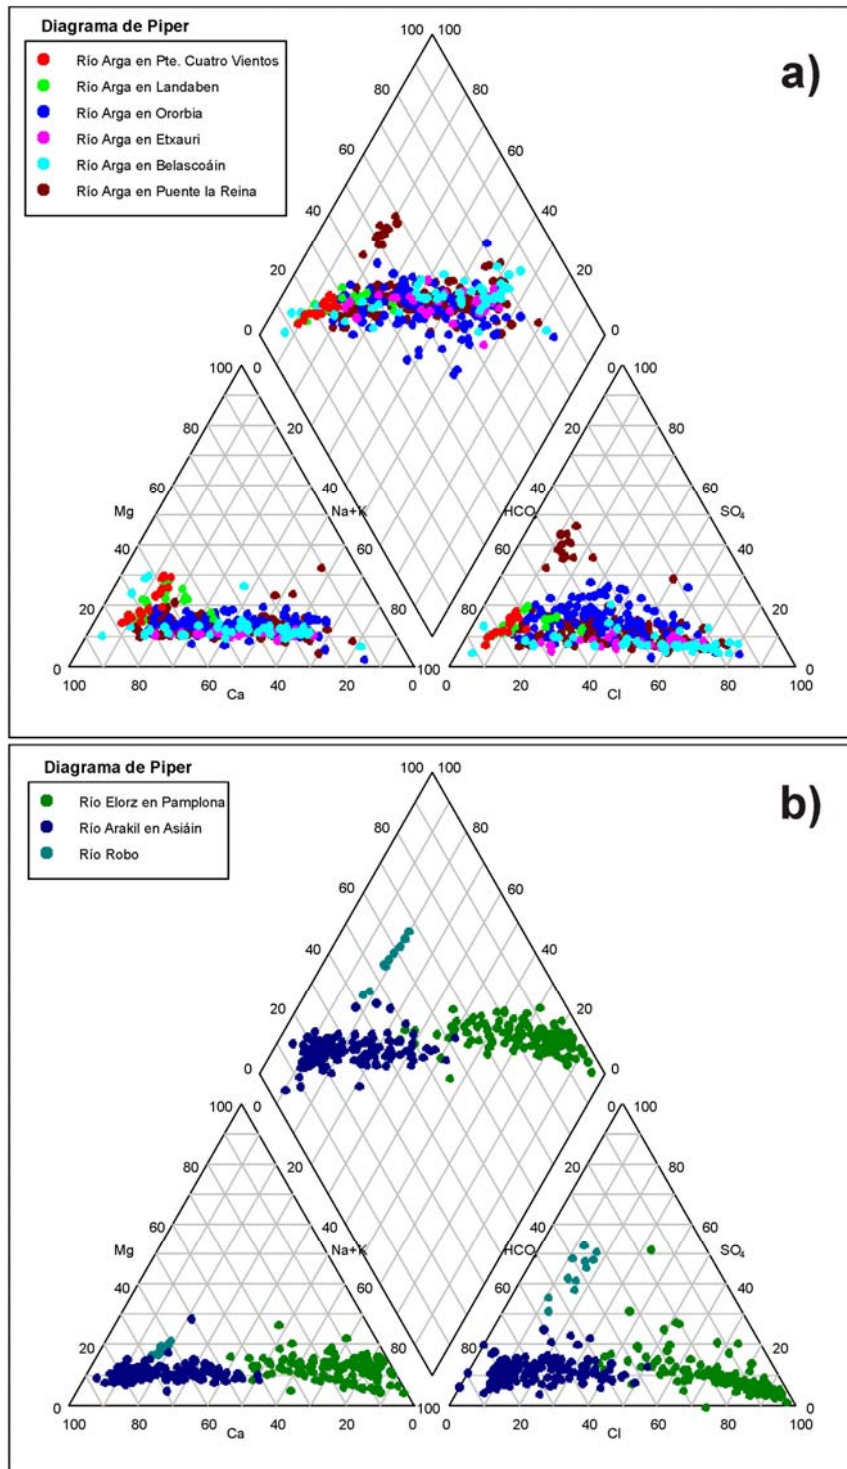 Diagrama de Piper
a)
Río Arga en Pte. Cuatro Vientos
Río Arga en Landaben
Río Arga en Ororbia
Río Arga en Etxauri
Río Arga en Belascoáin
Río Arga en Puente la Reina
100 100
80 80
60 60
40 40
20 20
0 0
100 0 0 100
80 20 20 80
60 40 40 60
Mg Na+K HCO₃ SO₄
40 60 60 40
20 80 80 20
0 100 0
100 80 60 40 20 0 0 20 40 60 80 100
Ca Cl
Diagrama de Piper
b)
Río Elorz en Pamplona
Río Arakil en Asiáin
Río Robo
100 100
80 80
60 60
40 40
20 20
0 0
100 0 0 100
80 20 20 80
60 40 40 60
Mg Na+K HCO₃ SO₄
40 60 60 40
20 80 80 20
0 100 0
100 80 60 40 20 0 0 20 40 60 80 100
Ca Cl